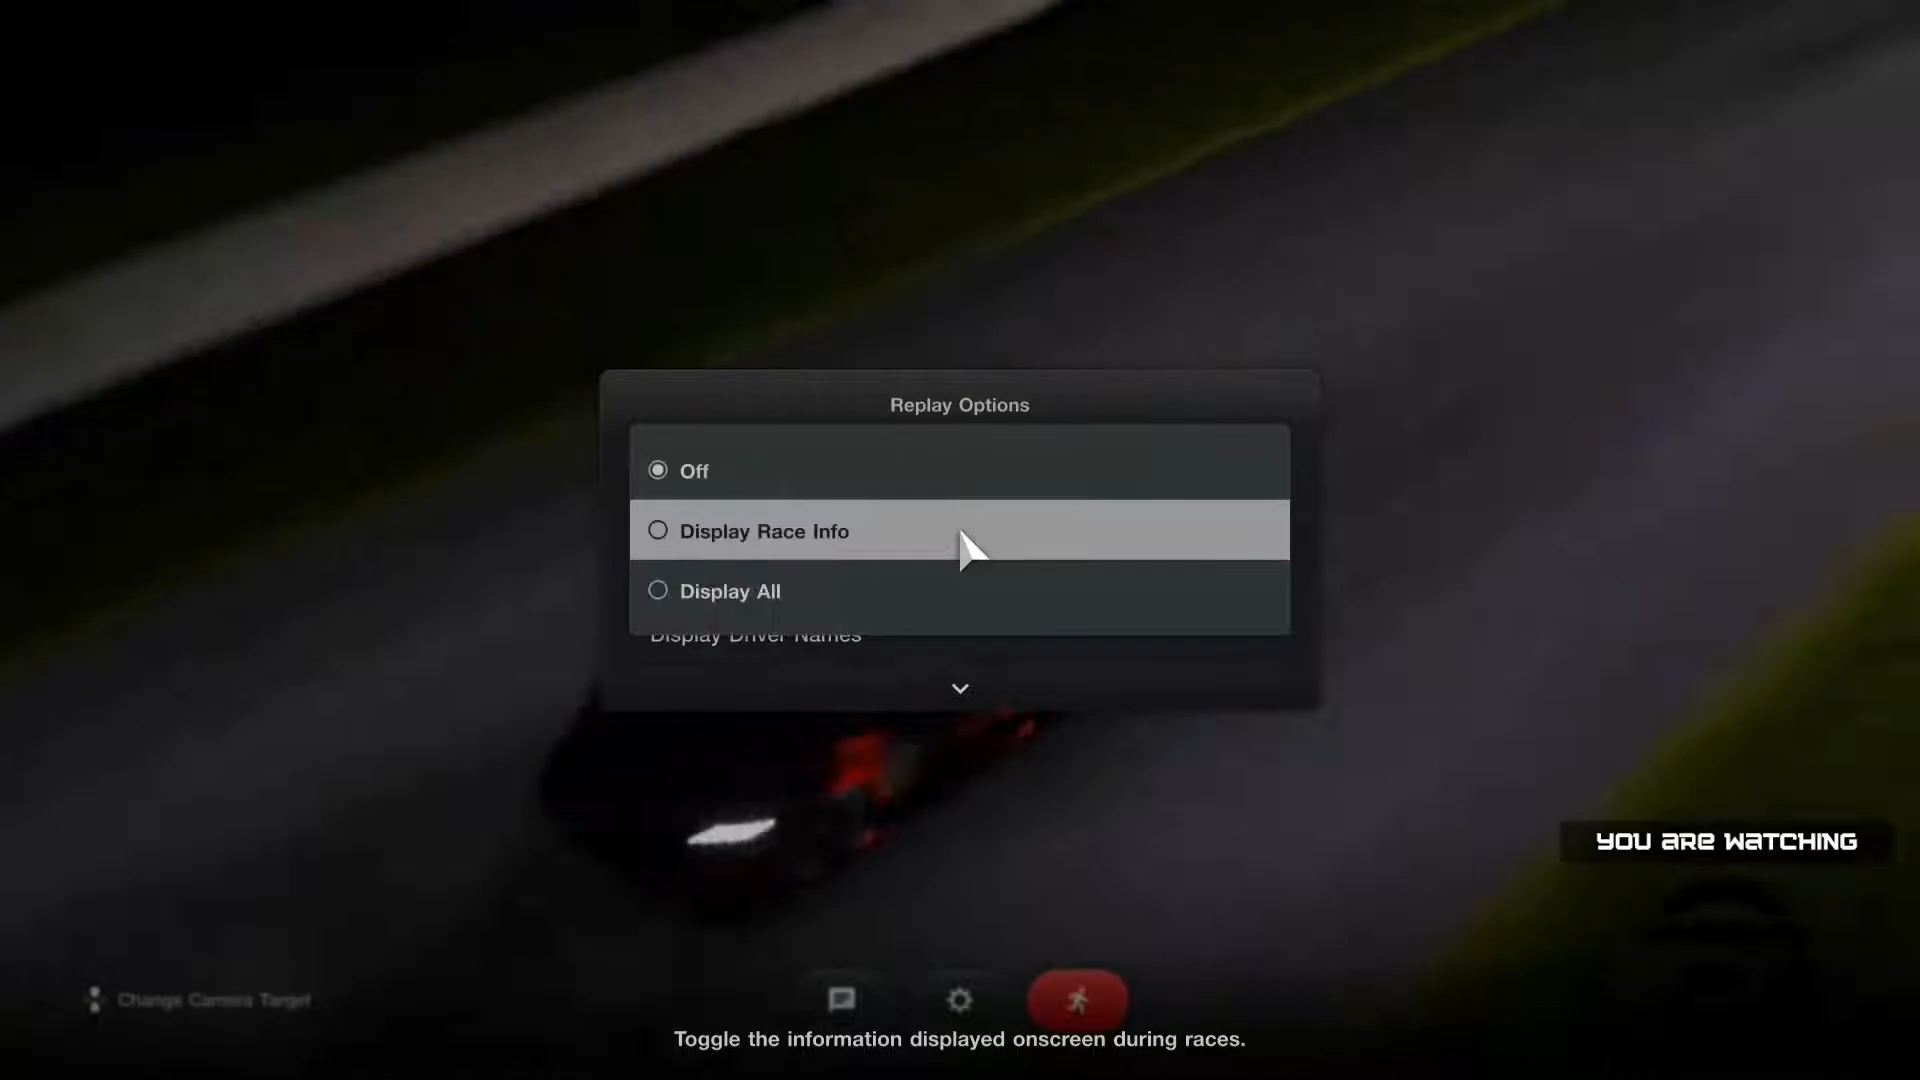 Replay Options
Off
Display Race Info
Display All
Display Driver Names
YOU ARE WATCHING
Change Camera Target
Toggle the information displayed onscreen during races.